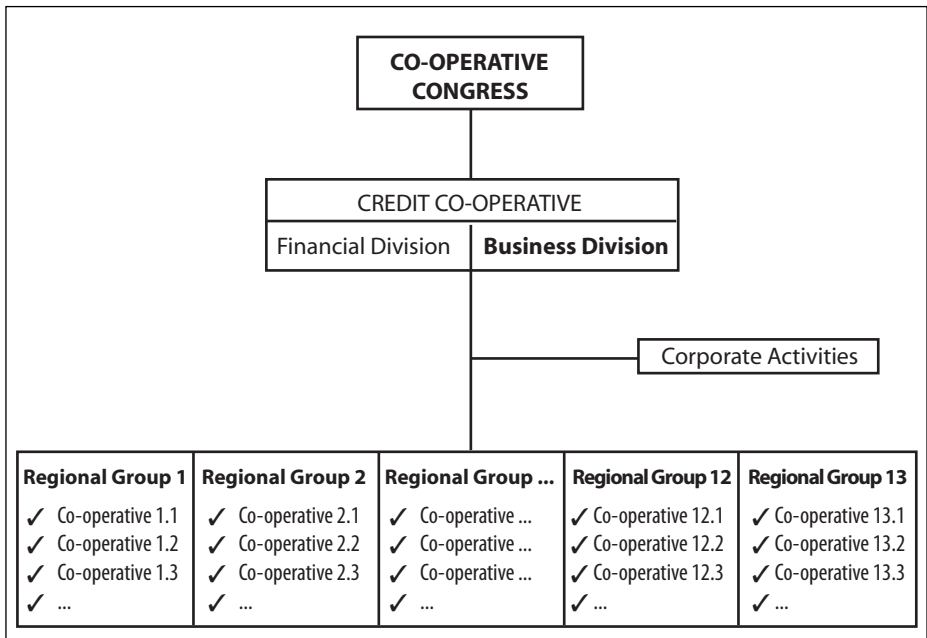 CO-OPERATIVE
CONGRESS
CREDIT CO-OPERATIVE
Financial Division
Business Division
Corporate Activities
Regional Group 1
✓ Co-operative 1.1
✓ Co-operative 1.2
✓ Co-operative 1.3
✓ ...
Regional Group 2
✓ Co-operative 2.1
✓ Co-operative 2.2
✓ Co-operative 2.3
✓ ...
Regional Group ...
✓ Co-operative ...
✓ Co-operative ...
✓ Co-operative ...
✓ ...
Regional Group 12
✓ Co-operative 12.1
✓ Co-operative 12.2
✓ Co-operative 12.3
✓ ...
Regional Group 13
✓ Co-operative 13.1
✓ Co-operative 13.2
✓ Co-operative 13.3
✓ ...